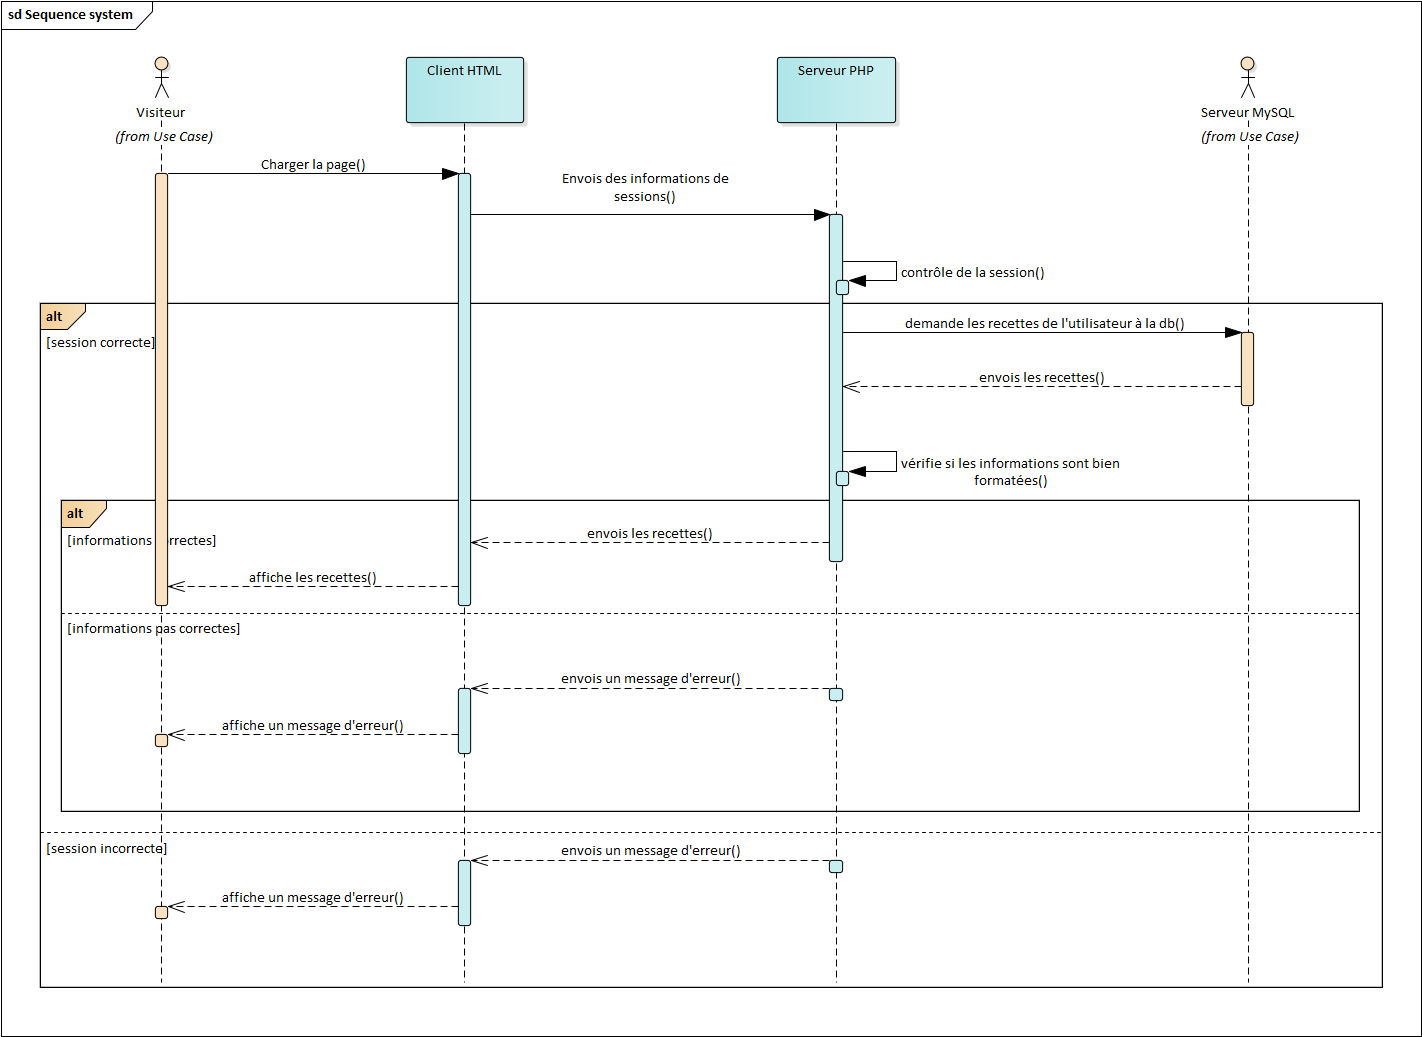 sd Sequence system
Client HTML
Serveur PHP
Visiteur
Serveur MySQL
(from Use Case)
(from Use Case)
Charger la page()
Envois des informations de
sessions()
contrôle de la session()
alt
[session correcte]
demande les recettes de l'utilisateur à la db()
envois les recettes()
vérifie si les informations sont bien
formatées()
alt
[informations rrectes]
envois les recettes()
affiche les recettes()
[informations pas correctes]
envois un message d'erreur()
affiche un message d'erreur()
[session incorrecte]
envois un message d'erreur()
affiche un message d'erreur()